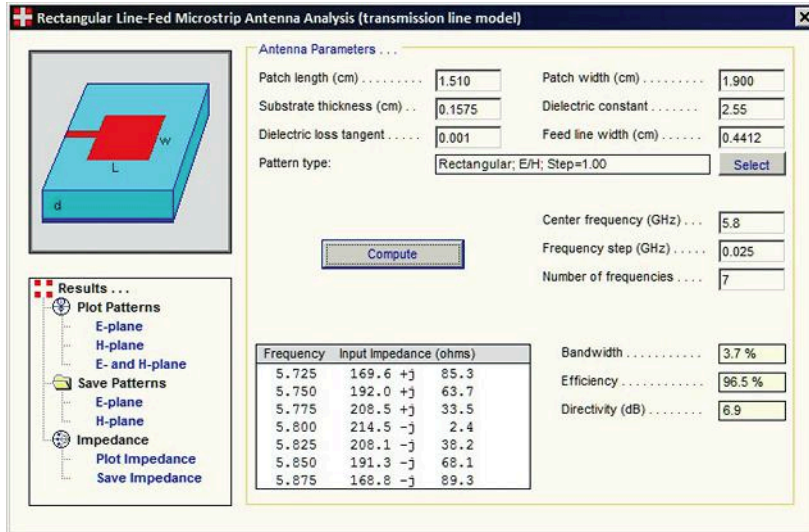 Rectangular Line-Fed Microstrip Antenna Analysis (transmission line model)
X
W
L
d
Antenna Parameters . . .
Patch length (cm) . . . . . . . . . 1.510
Patch width (cm) . . . . . . . . . 1.900
Substrate thickness (cm) . . 0.1575
Dielectric constant . . . . . . . 2.55
Dielectric loss tangent . . . . . 0.001
Feed line width (cm) . . . . . . 0.4412
Pattern type: Rectangular; E/H; Step=1.00 Select
Center frequency (GHz) . . . 5.8
Compute
Frequency step (GHz) . . . . . 0.025
Number of frequencies . . . . 7
Results . . .
Plot Patterns
E-plane
H-plane
E- and H-plane
Save Patterns
E-plane
H-plane
Impedance
Plot Impedance
Save Impedance
Frequency Input Impedance (ohms)
5.725 169.6 +j 85.3
5.750 192.0 +j 63.7
5.775 208.5 +j 33.5
5.800 214.5 -j 2.4
5.825 208.1 -j 38.2
5.850 191.3 -j 68.1
5.875 168.8 -j 89.3
Bandwidth . . . . . . . . . . . 3.7 %
Efficiency . . . . . . . . . . . . 96.5 %
Directivity (dB) . . . . . . . . 6.9